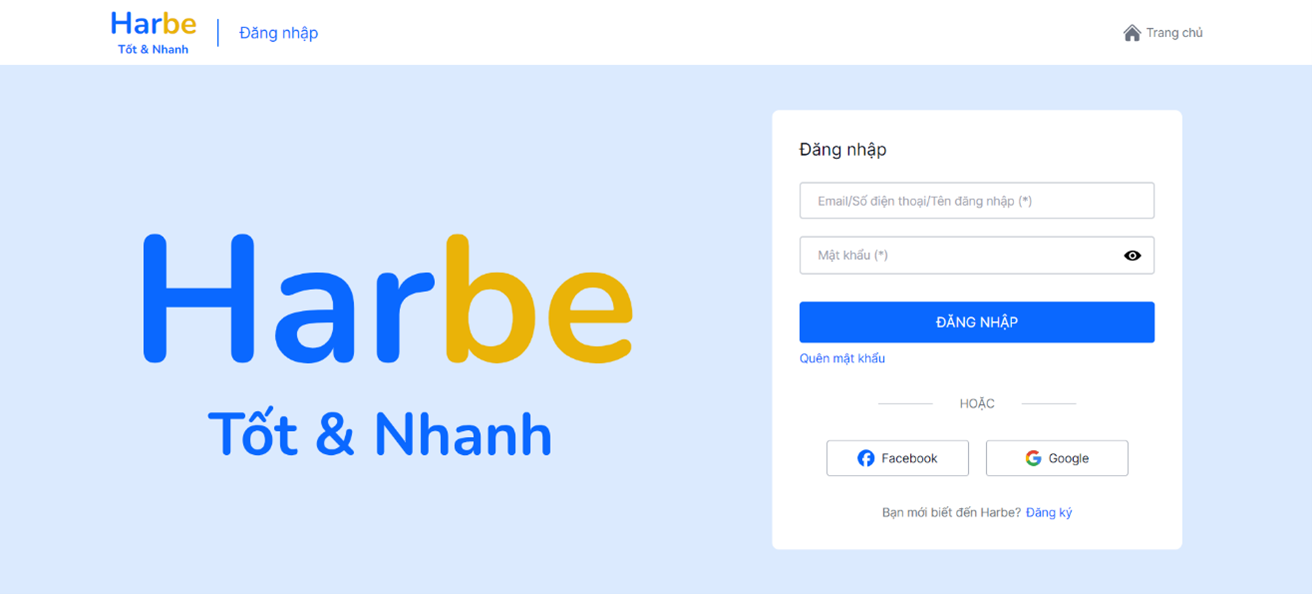 Harbe
Tốt & Nhanh
Đăng nhập
Trang chủ
Harbe
Tốt & Nhanh
Đăng nhập
Email/Số điện thoại/Tên đăng nhập (*)
Mật khẩu (*)
ĐĂNG NHẬP
Quên mật khẩu
HOẶC
Facebook
Google
Bạn mới biết đến Harbe? Đăng ký